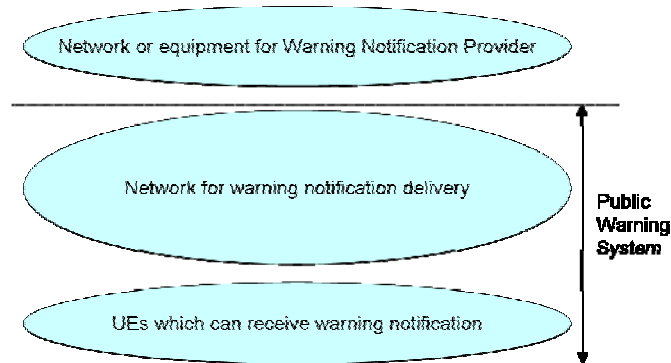 Network or equipment for Warning Notification Provider
Network for warning notification delivery
Public
Warning
System
UEs which can receive warning notification